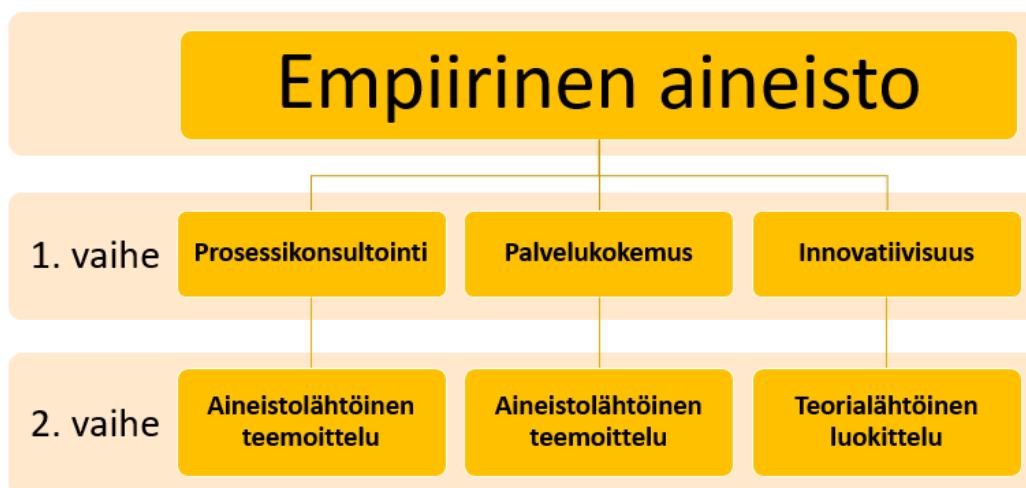 Empiirinen aineisto
1. vaihe
Prosessikonsultointi
Palvelukokemus
Innovatiivisuus
2. vaihe
Aineistolähtöinen
teemoittelu
Aineistolähtöinen
teemoittelu
Teorialähtöinen
luokittelu